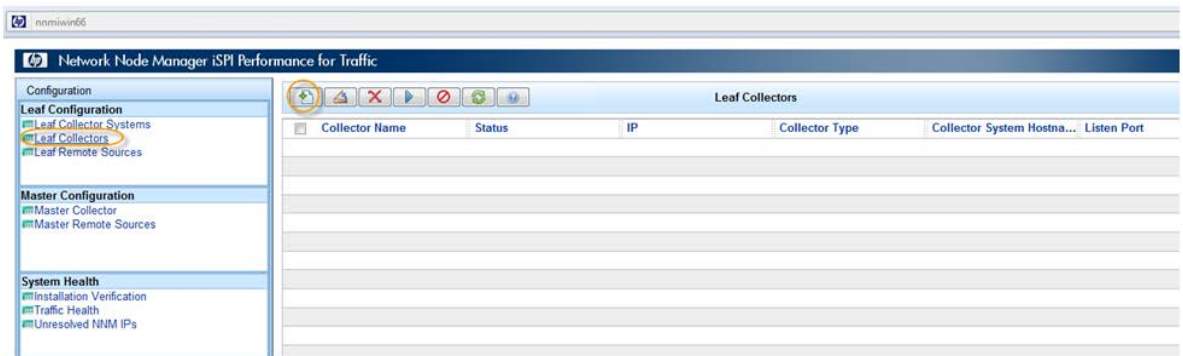 hp nnmiwin66
hp Network Node Manager iSPI Performance for Traffic
Configuration
Leaf Configuration
Leaf Collector Systems
Leaf Collectors
Leaf Remote Sources
Master Configuration
Master Collector
Master Remote Sources
System Health
Installation Verification
Traffic Health
Unresolved NNM IPs
Leaf Collectors
Collector Name Status IP Collector Type Collector System Hostna... Listen Port